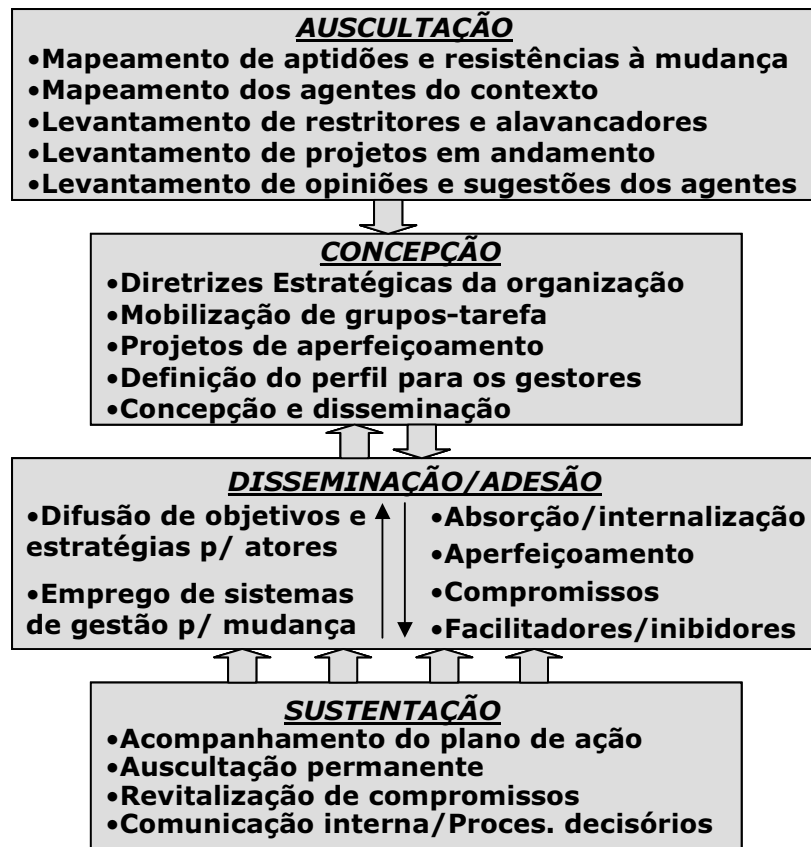 AUSCULTAÇÃO
•Mapeamento de aptidões e resistências à mudança
•Mapeamento dos agentes do contexto
•Levantamento de restritores e alavancadores
•Levantamento de projetos em andamento
•Levantamento de opiniões e sugestões dos agentes
CONCEPÇÃO
•Diretrizes Estratégicas da organização
•Mobilização de grupos-tarefa
•Projetos de aperfeiçoamento
•Definição do perfil para os gestores
•Concepção e disseminação
DISSEMINAÇÃO/ADESÃO
•Difusão de objetivos e
estratégias p/ atores
•Emprego de sistemas
de gestão p/ mudança
•Absorção/internalização
•Aperfeiçoamento
•Compromissos
•Facilitadores/inibidores
SUSTENTAÇÃO
•Acompanhamento do plano de ação
•Auscultação permanente
•Revitalização de compromissos
•Comunicação interna/Proces. decisórios